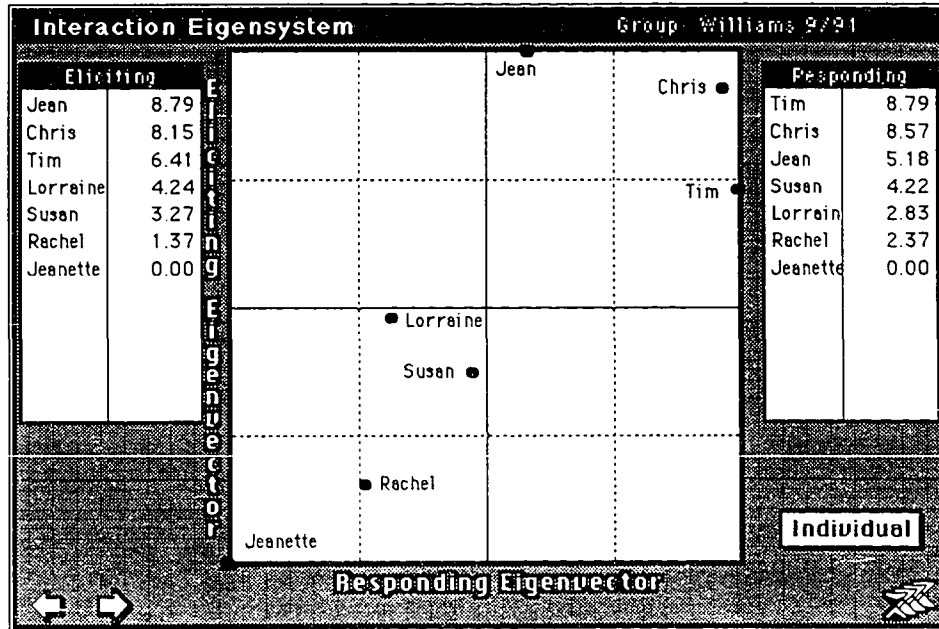 Interaction Eigensystem
Group: Williams 9/91
Eliciting
Jean 8.79
Chris 8.15
Tim 6.41
Lorraine 4.24
Susan 3.27
Rachel 1.37
Jeanette 0.00
Eliciting Eigenvector
Jean
Chris
Tim
Lorraine
Susan
Rachel
Jeanette
Responding Eigenvector
Responding
Tim 8.79
Chris 8.57
Jean 5.18
Susan 4.22
Lorrain 2.83
Rachel 2.37
Jeanette 0.00
Individual